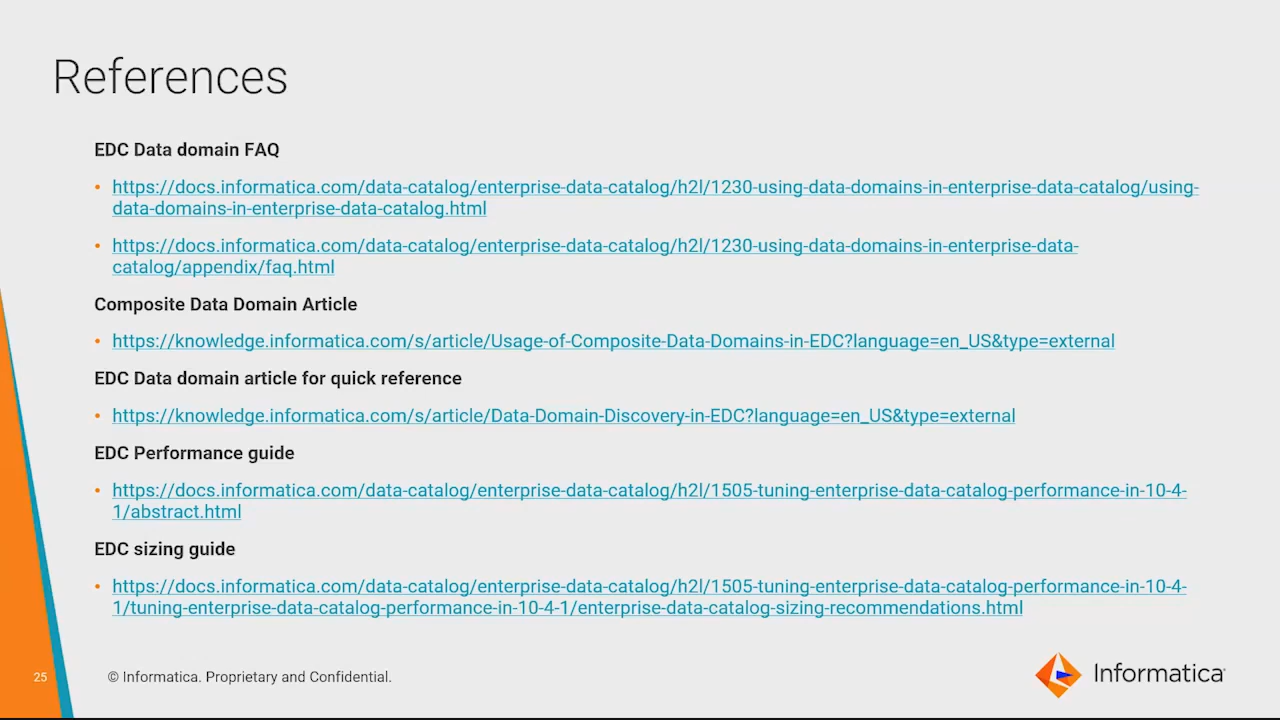 References
EDC Data domain FAQ
• https://docs.informatica.com/data-catalog/enterprise-data-catalog/h2l/1230-using-data-domains-in-enterprise-data-catalog/using-
data-domains-in-enterprise-data-catalog.html
• https://docs.informatica.com/data-catalog/enterprise-data-catalog/h2l/1230-using-data-domains-in-enterprise-data-
catalog/appendix/faq.html
Composite Data Domain Article
• https://knowledge.informatica.com/s/article/Usage-of-Composite-Data-Domains-in-EDC?language=en_US&type=external
EDC Data domain article for quick reference
• https://knowledge.informatica.com/s/article/Data-Domain-Discovery-in-EDC?language=en_US&type=external
EDC Performance guide
• https://docs.informatica.com/data-catalog/enterprise-data-catalog/h2l/1505-tuning-enterprise-data-catalog-performance-in-10-4-
1/abstract.html
EDC sizing guide
• https://docs.informatica.com/data-catalog/enterprise-data-catalog/h2l/1505-tuning-enterprise-data-catalog-performance-in-10-4-
1/tuning-enterprise-data-catalog-performance-in-10-4-1/enterprise-data-catalog-sizing-recommendations.html
25
© Informatica. Proprietary and Confidential.
Informatica